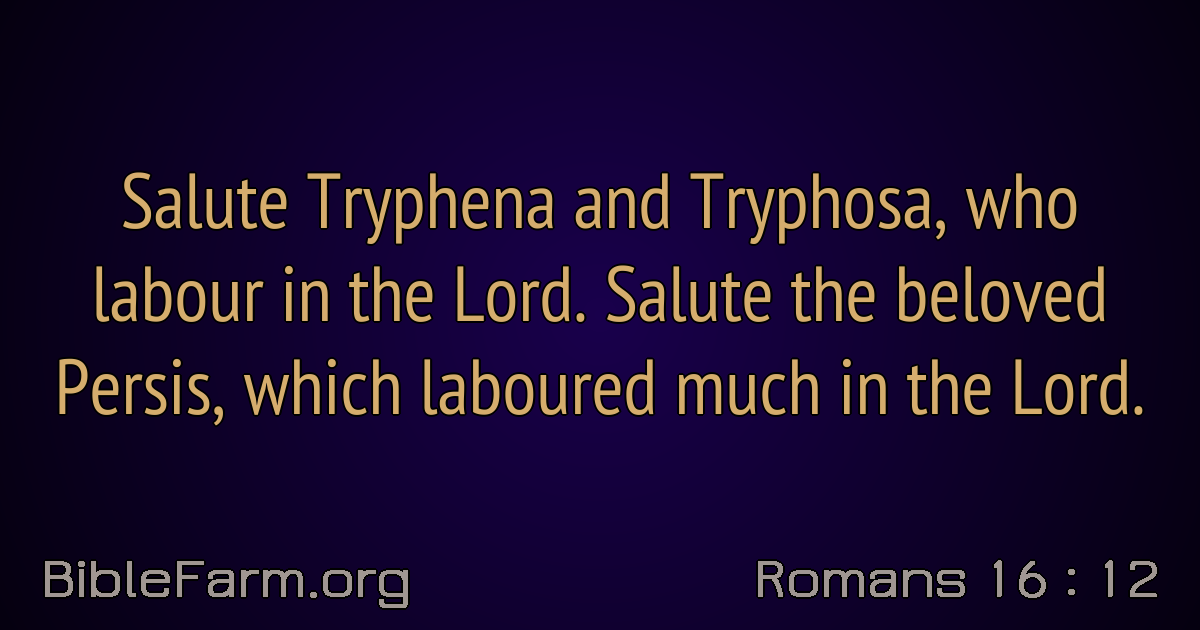 Salute Tryphena and Tryphosa, who
labour in the Lord. Salute the beloved
Persis, which laboured much in the Lord.
BibleFarm.org
Romans 16 : 12